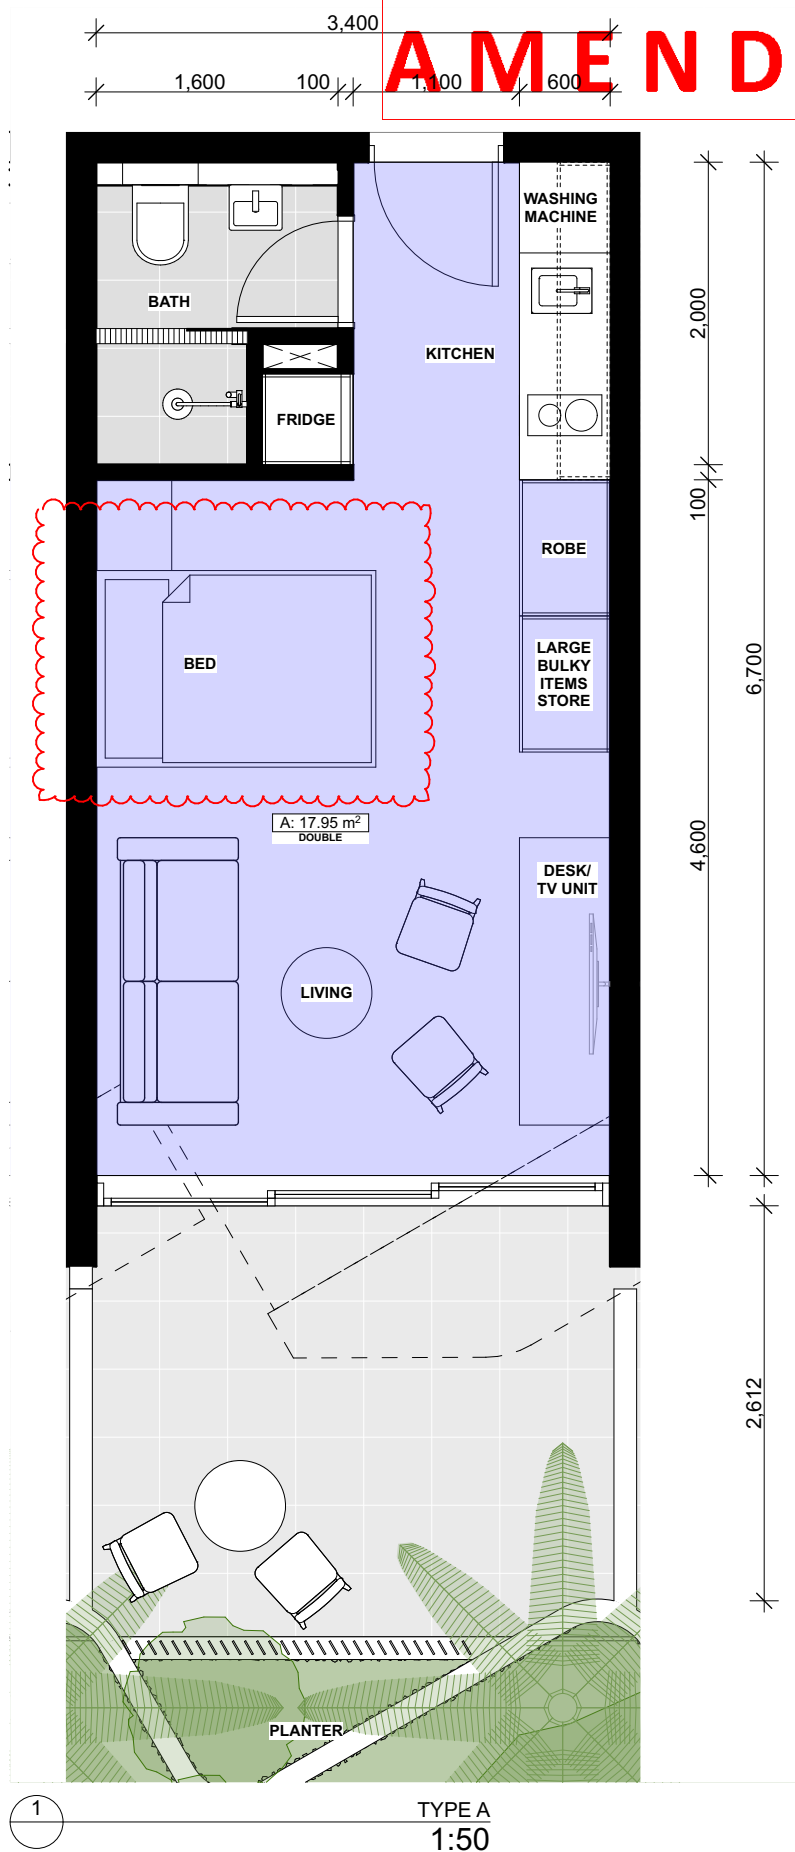 3,400
AMEND
1,600
100
1,100
600
WASHING
MACHINE
BATH
2,000
KITCHEN
FRIDGE
100
ROBE
BED
LARGE
BULKY
ITEMS
STORE
6,700
A: 17.95 m²
DOUBLE
4,600
DESK/
TV UNIT
LIVING
2,612
PLANTER
1
TYPE A
1:50